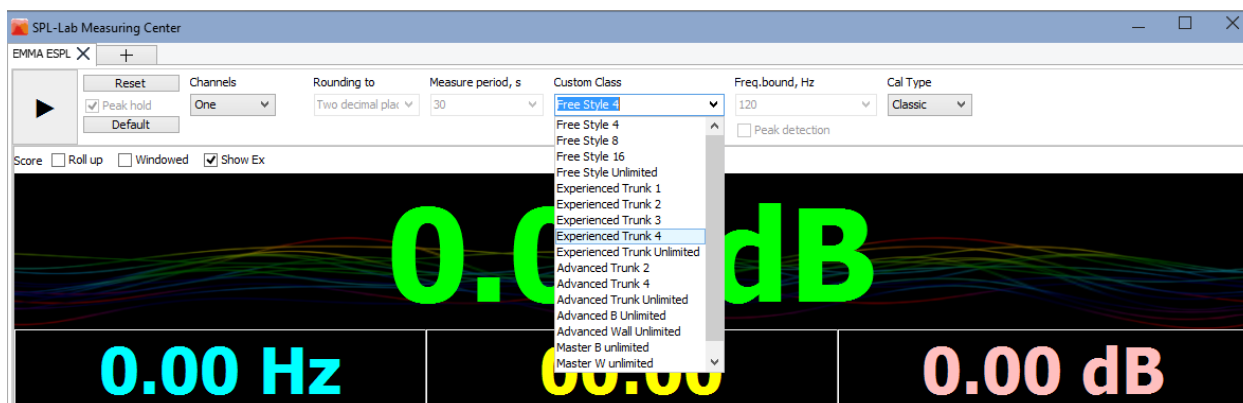 SPL-Lab Measuring Center
EMMA ESPL
Reset Channels Rounding to Measure period, s Custom Class Freq.bound, Hz Cal Type
Peak hold One Two decimal plac 30 Free Style 4 120 Classic
Default Peak detection
Free Style 4
Free Style 8
Free Style 16
Free Style Unlimited
Experienced Trunk 1
Experienced Trunk 2
Experienced Trunk 3
Experienced Trunk 4
Experienced Trunk Unlimited
Advanced Trunk 2
Advanced Trunk 4
Advanced Trunk Unlimited
Advanced B Unlimited
Advanced Wall Unlimited
Master B unlimited
Master W unlimited
Score Roll up Windowed Show Ex
dB
0.00 Hz 00.00 0.00 dB